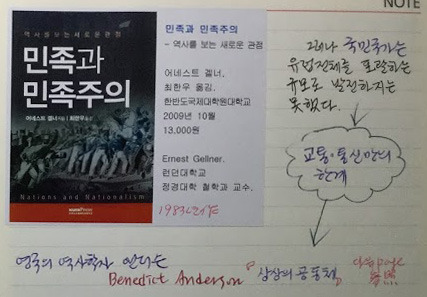 NOTE
역사를보는새로운관점
민족과
민족주의
어네스트 겔너 지음 | 최한우 옮김
Nations and Nationalism
민족과 민족주의
- 역사를 보는 새로운 관점
어네스트 겔너,
최한우 옮김.
한반도국제대학원대학교
2009년 10월
13,000원
Ernest Gellner.
런던대학교
정경대학 철학과 교수.
1983년作
그러나 국민국가는
유럽전체를 포괄하는
규모로 발전하지는
못했다.
교통·통신망의
한계
영국의 역사학자
Benedict Anderson
『상상의 공동체』
다음 page
参照